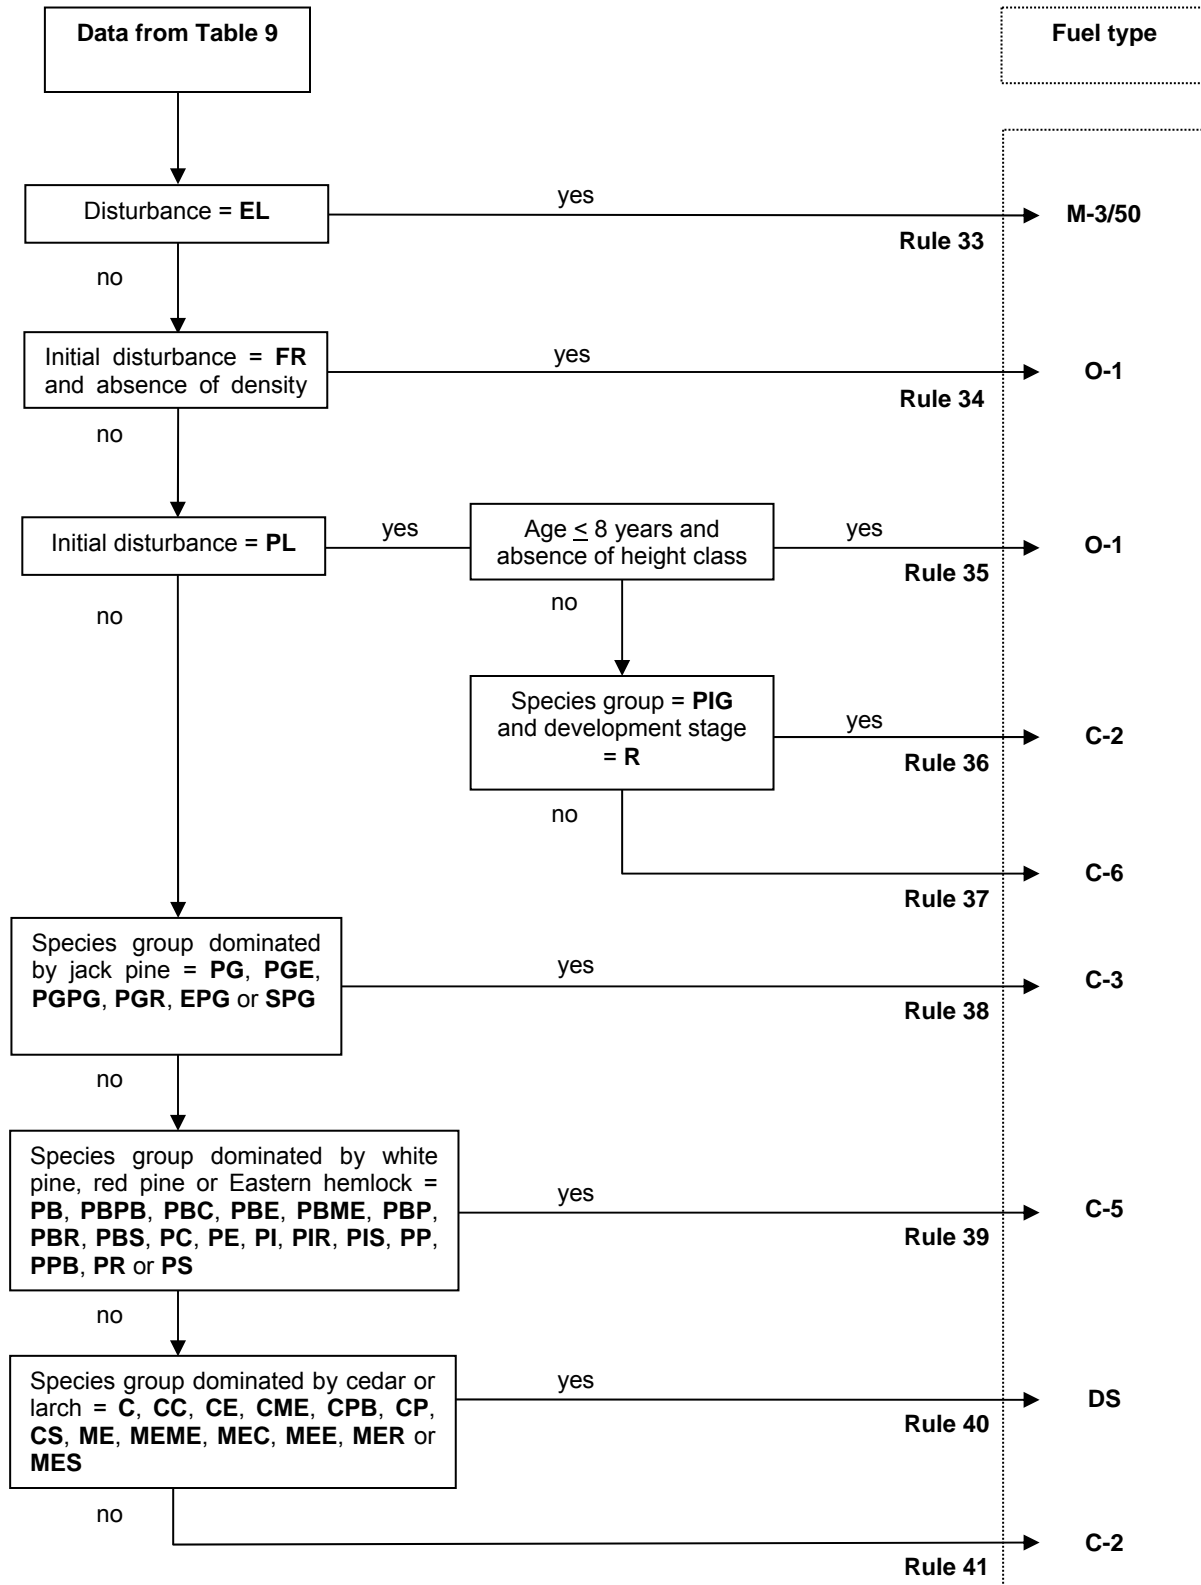 Data from Table 9
Fuel type
Disturbance = EL
yes
Rule 33
M-3/50
no
Initial disturbance = FR
and absence of density
yes
Rule 34
O-1
no
Initial disturbance = PL
yes
Age ≤ 8 years and
absence of height class
yes
Rule 35
O-1
no
no
Species group = PIG
and development stage
= R
yes
Rule 36
C-2
no
Rule 37
C-6
Species group dominated
by jack pine = PG, PGE,
PGPG, PGR, EPG or SPG
yes
Rule 38
C-3
no
Species group dominated by white
pine, red pine or Eastern hemlock =
PB, PBPB, PBC, PBE, PBME, PBP,
PBR, PBS, PC, PE, PI, PIR, PIS, PP,
PPB, PR or PS
yes
Rule 39
C-5
no
Species group dominated by cedar or
larch = C, CC, CE, CME, CPB, CP,
CS, ME, MEME, MEC, MEE, MER or
MES
yes
Rule 40
DS
no
Rule 41
C-2